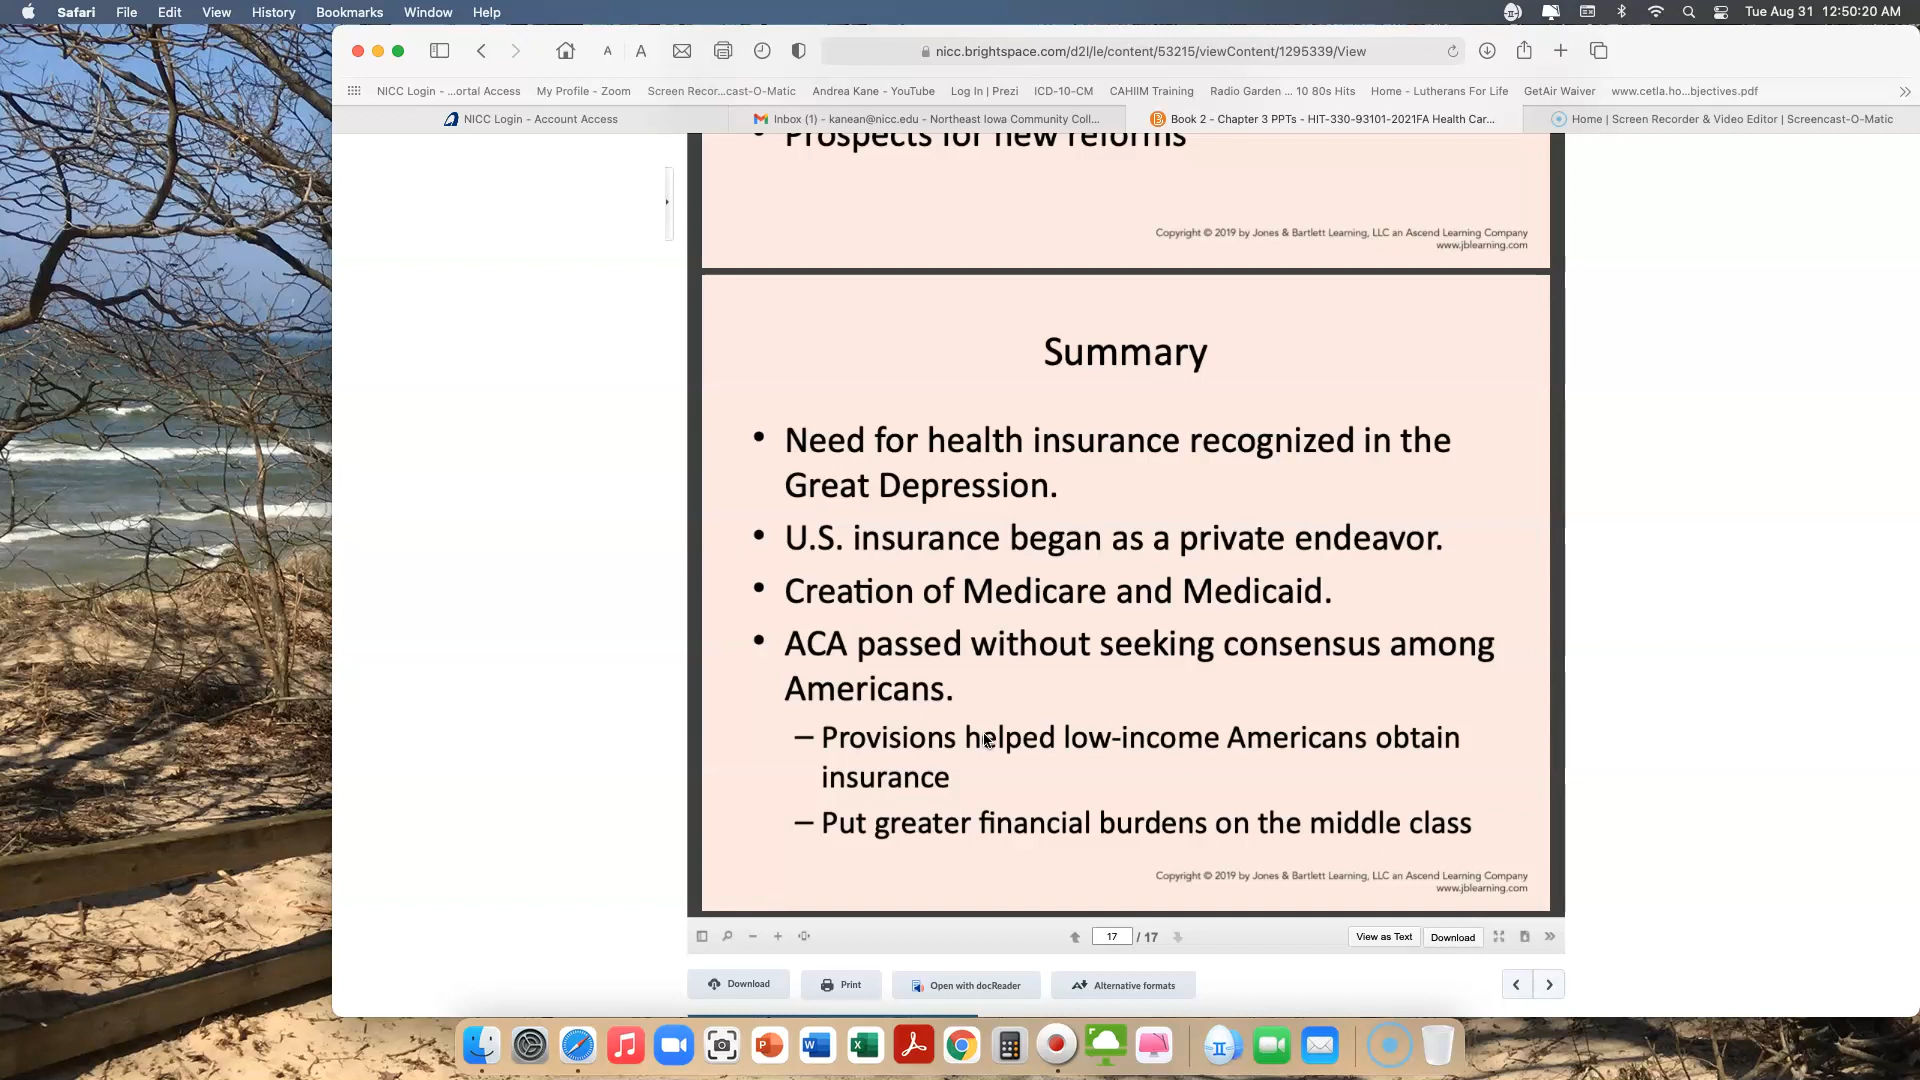 Safari File Edit View History Bookmarks Window Help Tue Aug 31 12:50:20 AM
A A nicc.brightspace.com/d2l/le/content/53215/viewContent/1295339/View
NICC Login - ...ortal Access My Profile - Zoom Screen Recor...cast-O-Matic Andrea Kane - YouTube Log In | Prezi ICD-10-CM CAHIIM Training Radio Garden ... 10 80s Hits Home - Lutherans For Life GetAir Waiver www.cetla.ho...bjectives.pdf
NICC Login - Account Access Inbox (1) - kanean@nicc.edu - Northeast Iowa Community Coll... Book 2 - Chapter 3 PPTs - HIT-330-93101-2021FA Health Car... Home | Screen Recorder & Video Editor | Screencast-O-Matic
• Prospects for new reforms
Copyright © 2019 by Jones & Bartlett Learning, LLC an Ascend Learning Company
www.jblearning.com
Summary
• Need for health insurance recognized in the
Great Depression.
• U.S. insurance began as a private endeavor.
• Creation of Medicare and Medicaid.
• ACA passed without seeking consensus among
Americans.
– Provisions helped low-income Americans obtain
insurance
– Put greater financial burdens on the middle class
Copyright © 2019 by Jones & Bartlett Learning, LLC an Ascend Learning Company
www.jblearning.com
17 / 17 View as Text Download
Download Print Open with docReader Alternative formats